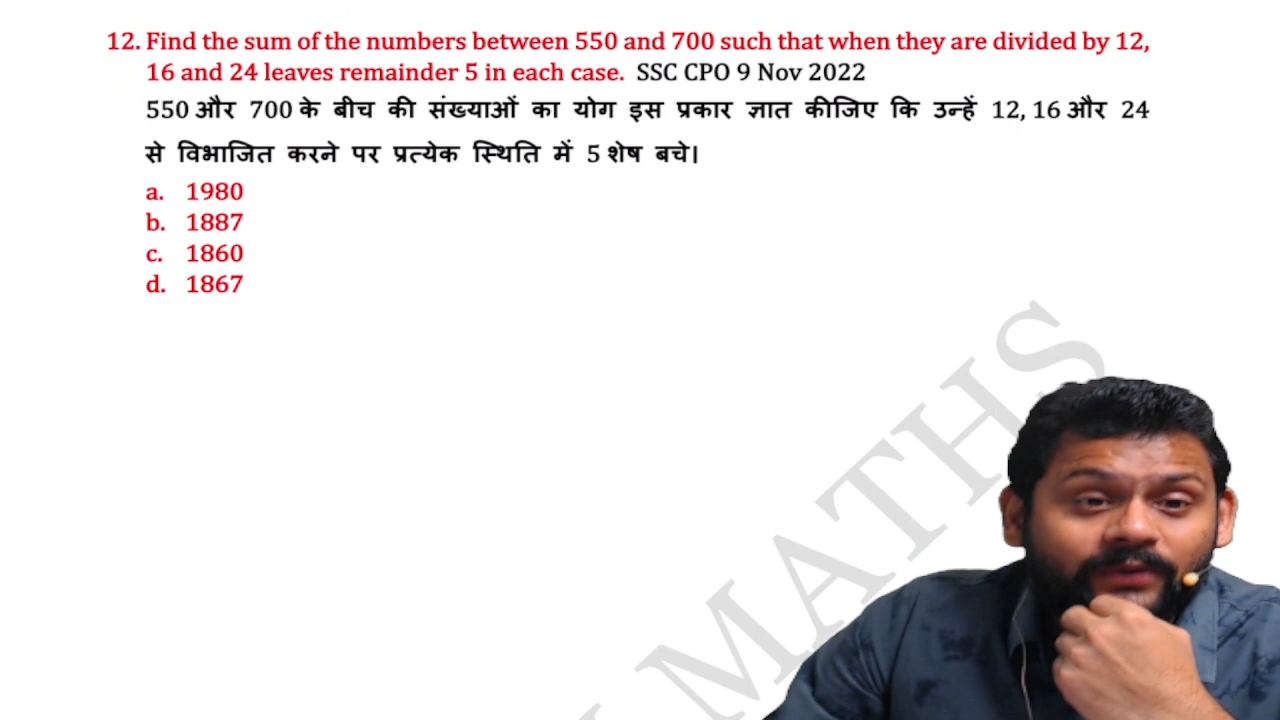 12. Find the sum of the numbers between 550 and 700 such that when they are divided by 12,
16 and 24 leaves remainder 5 in each case. SSC CPO 9 Nov 2022
550 और 700 के बीच की संख्याओं का योग इस प्रकार ज्ञात कीजिए कि उन्हें 12, 16 और 24
से विभाजित करने पर प्रत्येक स्थिति में 5 शेष बचे।
a. 1980
b. 1887
c. 1860
d. 1867
MATHS